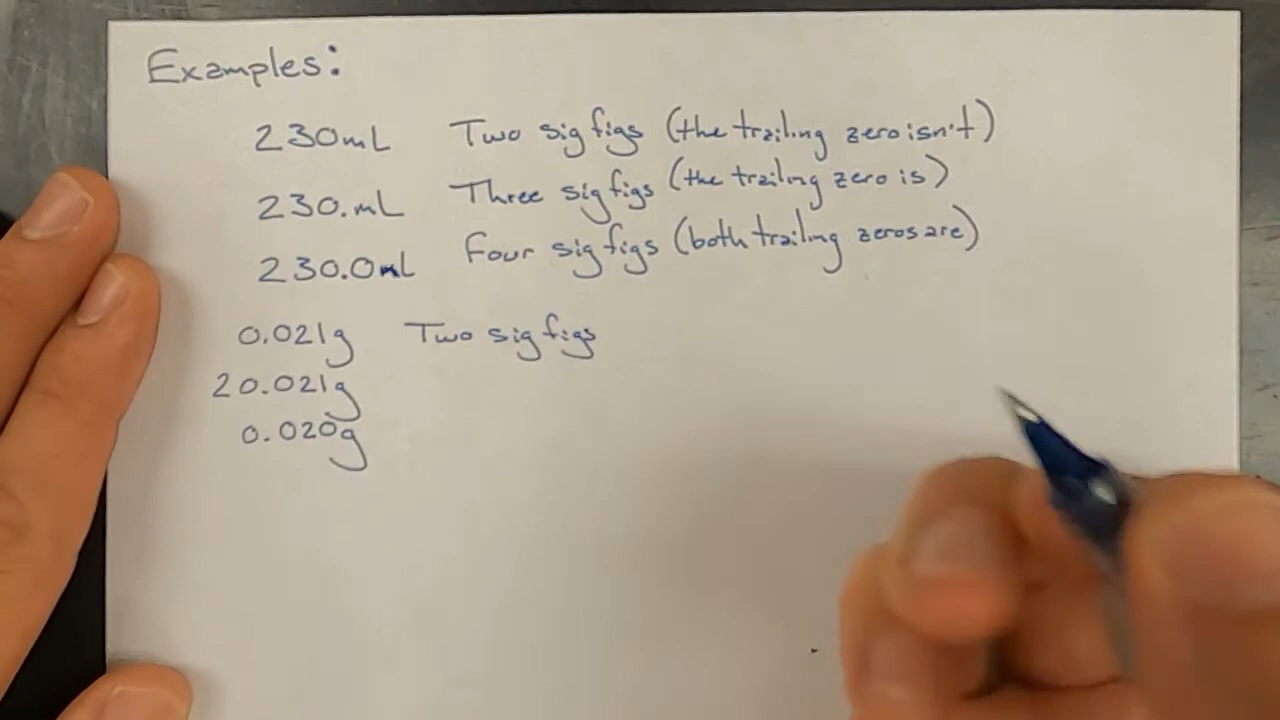 Examples:
230mL Two sig figs (the trailing zero isn't)
230.mL Three sig figs (the trailing zero is)
230.0mL Four sig figs (both trailing zeros are)
0.021g Two sig figs
20.021g
0.020g